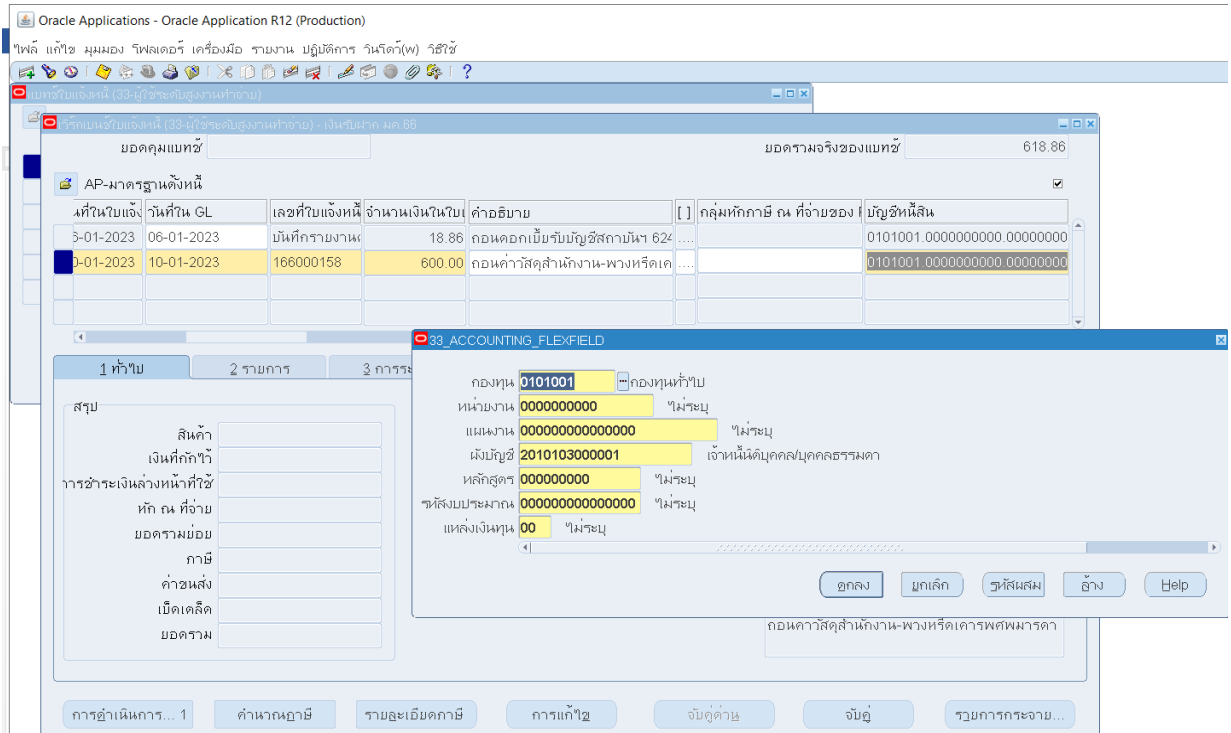 Oracle Applications - Oracle Application R12 (Production)
ไฟล์ แก้ไข มุมมอง โฟลเดอร์ เครื่องมือ รายงาน ปฏิบัติการ วินโดว์(w) วิธีใช้
แบทช์ใบแจ้งหนี้ (33-ผู้ใช้ระดับสูงงานทำจ่าย)
เวิร์กเบนช์ใบแจ้งหนี้ (33-ผู้ใช้ระดับสูงงานทำจ่าย) - เงินรับฝาก มค.66
ยอดคุมแบทช์ ยอดรวมจริงของแบทช์ 618.86
AP-มาตรฐานดั้งหนี้
วันที่ใน GL เลขที่ใบแจ้งหนี้ จำนวนเงินในใบ คำอธิบาย [ ] กลุ่มหักภาษี ณ ที่จ่ายของ บัญชีหนี้สิน
-01-2023 06-01-2023 บันทึกรายงาน 18.86 ถอนดอกเบี้ยรับบัญชีสถาบันฯ 624 .... 0101001.0000000000.00000000
-01-2023 10-01-2023 166000158 600.00 ถอนค่าวัสดุสำนักงาน-พวงหรีดเค .... 0101001.0000000000.00000000
33_ACCOUNTING_FLEXFIELD
1 ทั่วไป 2 รายการ 3 การระ
กองทุน 0101001 กองทุนทั่วไป
หน่วยงาน 0000000000 ไม่ระบุ
แผนงาน 000000000000000 ไม่ระบุ
ผังบัญชี 2010103000001 เจ้าหนี้นิติบุคคล/บุคคลธรรมดา
หลักสูตร 000000000 ไม่ระบุ
รหัสงบประมาณ 000000000000000 ไม่ระบุ
แหล่งเงินทุน 00 ไม่ระบุ
ตกลง ยกเลิก รหัสผสม ล้าง Help
สรุป
สินค้า
เงินที่กักไว้
การชำระเงินล่วงหน้าที่ใช้
หัก ณ ที่จ่าย
ยอดรวมย่อย
ภาษี
ค่าขนส่ง
เบ็ดเตล็ด
ยอดรวม
ถอนค่าวัสดุสำนักงาน-พวงหรีดเคารพศพมารดา
การดำเนินการ... 1 คำนวณภาษี รายละเอียดภาษี การแก้ไข จับคู่ด่วน จับคู่ รายการกระจาย...